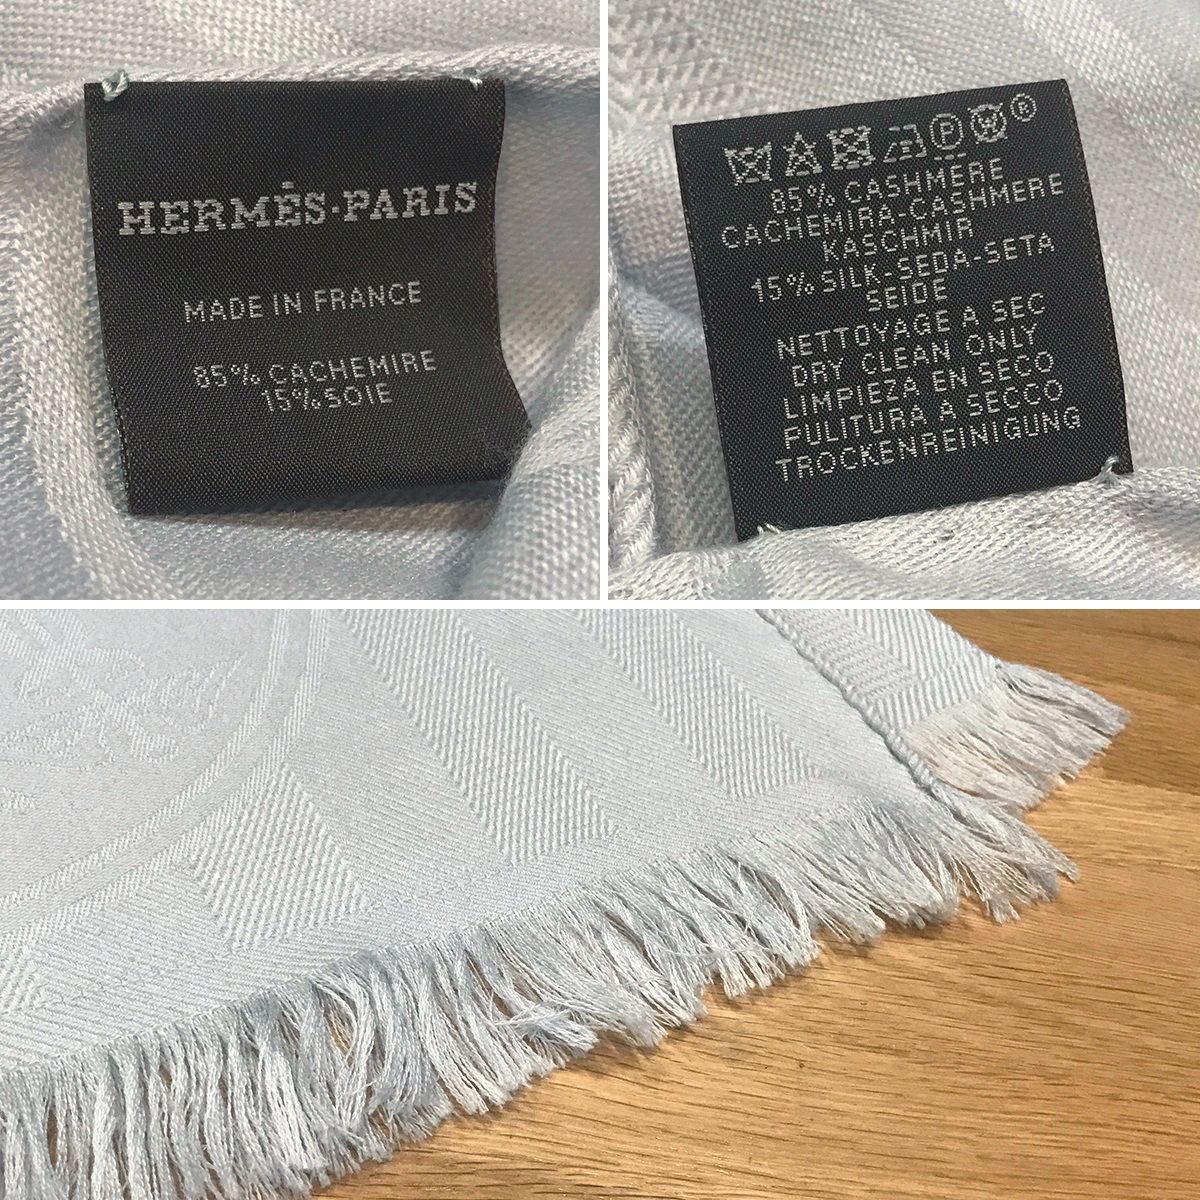 HERMÈS-PARIS
MADE IN FRANCE
85% CACHEMIRE
15% SOIE
P W ®
85% CASHMERE
CACHEMIRA-CASHMERE
KASCHMIR
15% SILK-SEDA-SETA
SEIDE
NETTOYAGE A SEC
DRY CLEAN ONLY
LIMPIEZA EN SECO
PULITURA A SECCO
TROCKENREINIGUNG